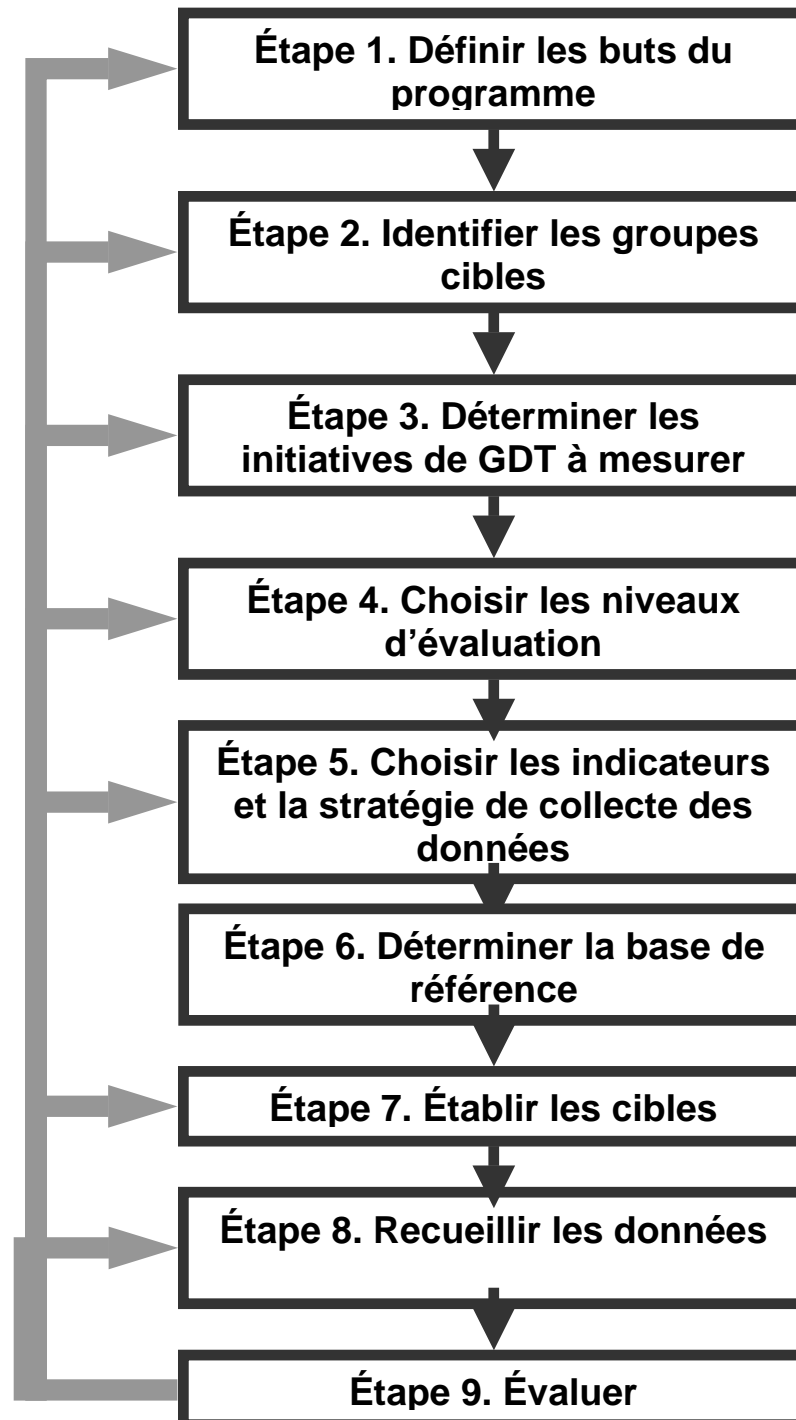 Étape 1. Définir les buts du
programme
Étape 2. Identifier les groupes
cibles
Étape 3. Déterminer les
initiatives de GDT à mesurer
Étape 4. Choisir les niveaux
d’évaluation
Étape 5. Choisir les indicateurs
et la stratégie de collecte des
données
Étape 6. Déterminer la base de
référence
Étape 7. Établir les cibles
Étape 8. Recueillir les données
Étape 9. Évaluer